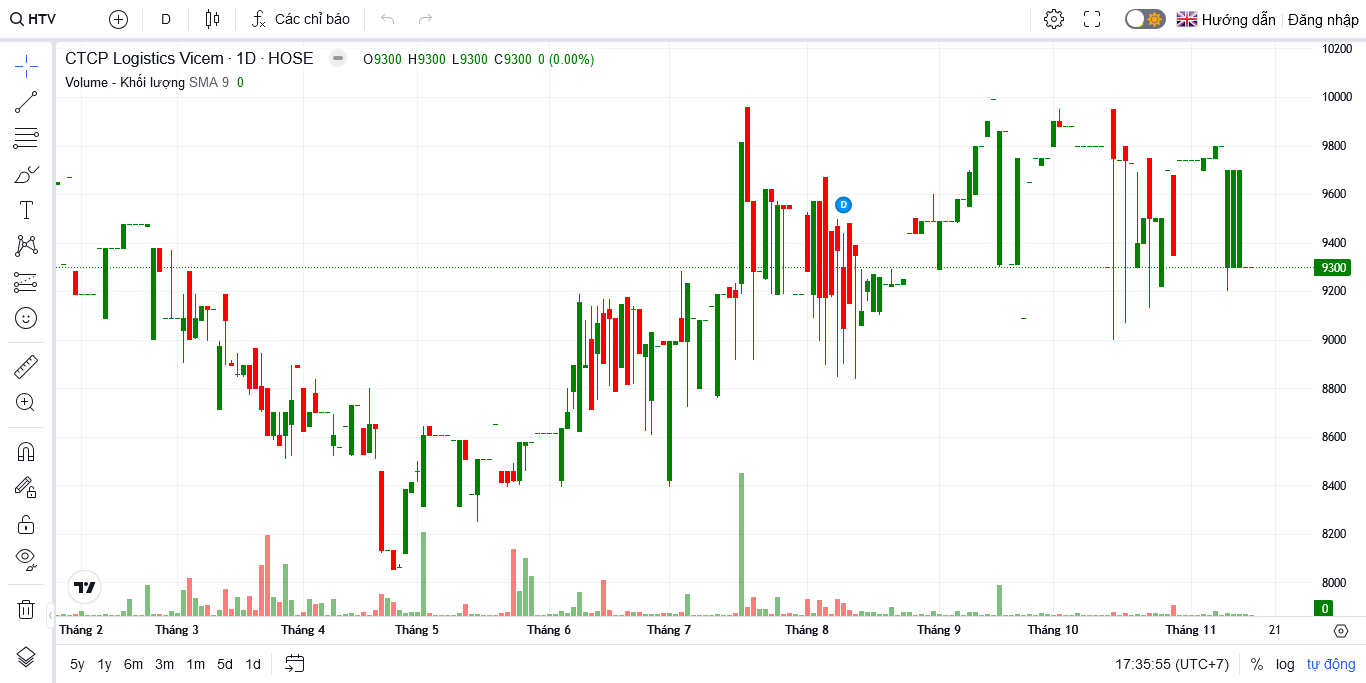 HTV D Các chỉ báo Hướng dẫn Đăng nhập
CTCP Logistics Vicem · 1D · HOSE O9300 H9300 L9300 C9300 0 (0.00%)
Volume - Khối lượng SMA 9 0
10200
10000
9800
9600
D
9400
9300
9200
9000
8800
8600
8400
8200
8000
0
Tháng 2 Tháng 3 Tháng 4 Tháng 5 Tháng 6 Tháng 7 Tháng 8 Tháng 9 Tháng 10 Tháng 11 21
5y 1y 6m 3m 1m 5d 1d 17:35:55 (UTC+7) % log tự động